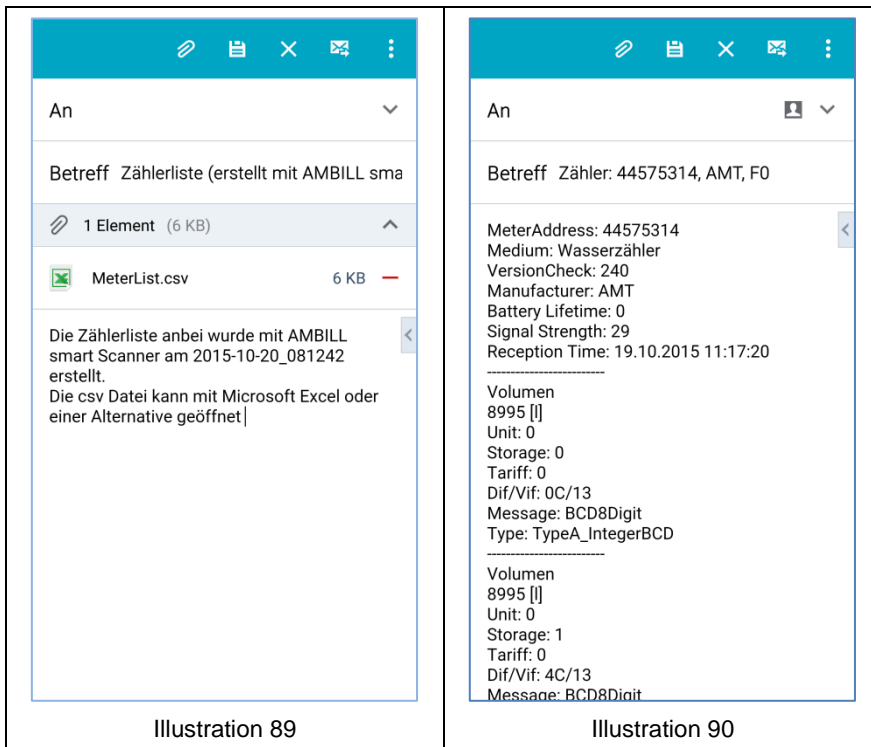 An
Betreff Zählerliste (erstellt mit AMBILL sma
1 Element (6 KB)
MeterList.csv 6 KB
Die Zählerliste anbei wurde mit AMBILL
smart Scanner am 2015-10-20_081242
erstellt.
Die csv Datei kann mit Microsoft Excel oder
einer Alternative geöffnet
Illustration 89
An
Betreff Zähler: 44575314, AMT, F0
MeterAddress: 44575314
Medium: Wasserzähler
VersionCheck: 240
Manufacturer: AMT
Battery Lifetime: 0
Signal Strength: 29
Reception Time: 19.10.2015 11:17:20
-------------------------
Volumen
8995 [l]
Unit: 0
Storage: 0
Tariff: 0
Dif/Vif: 0C/13
Message: BCD8Digit
Type: TypeA_IntegerBCD
-------------------------
Volumen
8995 [l]
Unit: 0
Storage: 1
Tariff: 0
Dif/Vif: 4C/13
Message: BCD8Digit
Illustration 90